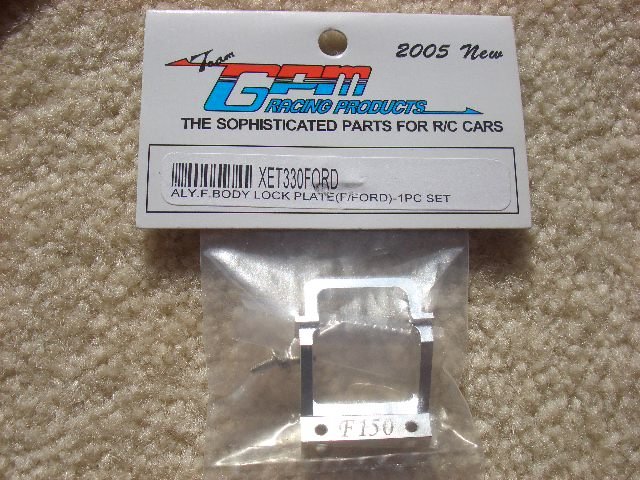 2005 New
Team
GPM
RACING PRODUCTS
THE SOPHISTICATED PARTS FOR R/C CARS
XET330FORD
ALY.F.BODY LOCK PLATE(F/FORD)-1PC SET
F150